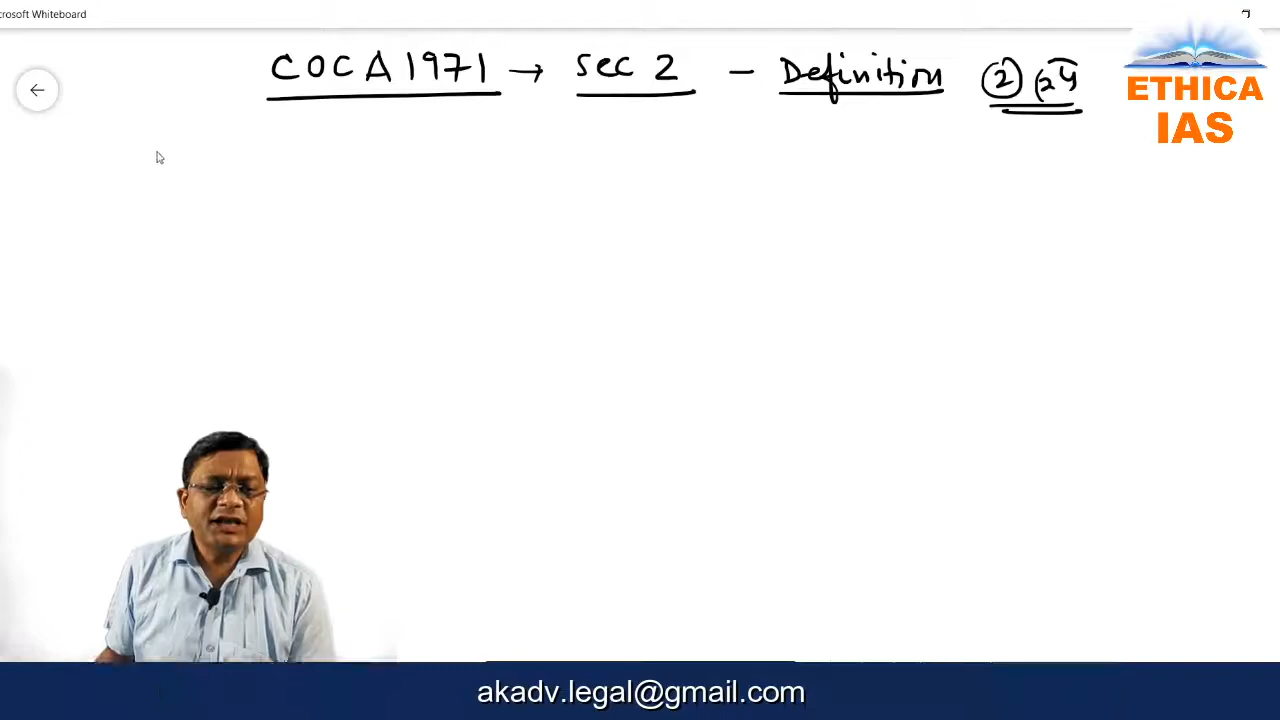 crosoft Whiteboard
COCA 1971 → Sec 2 - Definition ②
ETHICA
IAS
akadv.legal@gmail.com